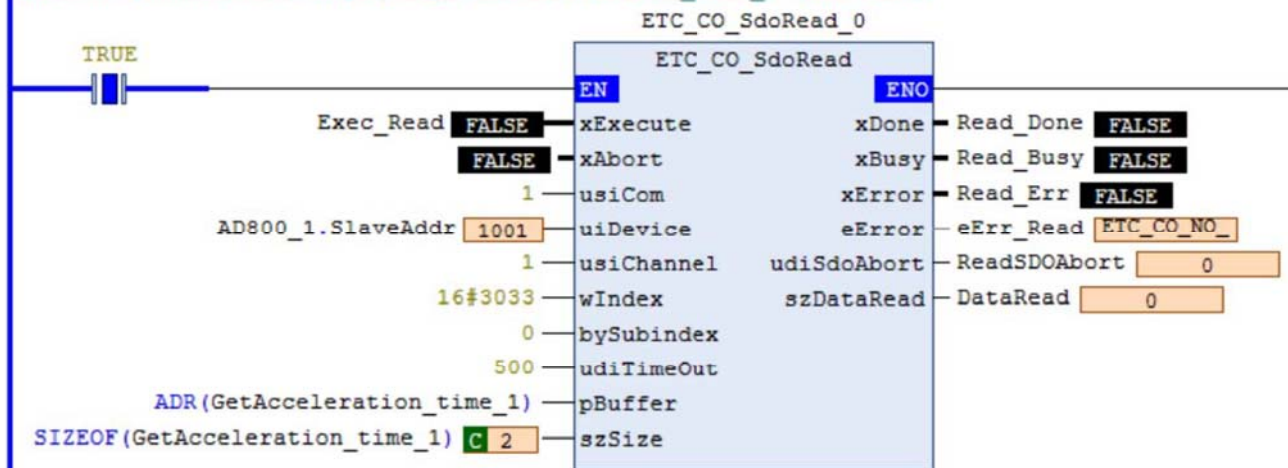 ETC_CO_SdoRead_0
TRUE ETC_CO_SdoRead
EN ENO
Exec_Read FALSE xExecute xDone Read_Done FALSE
FALSE xAbort xBusy Read_Busy FALSE
1 usiCom xError Read_Err FALSE
AD800_1.SlaveAddr 1001 uiDevice eError eErr_Read ETC_CO_NO_
1 usiChannel udiSdoAbort ReadSDOAbort 0
16#3033 wIndex szDataRead DataRead 0
0 bySubindex
500 udiTimeOut
ADR(GetAcceleration_time_1) pBuffer
SIZEOF(GetAcceleration_time_1) C 2 szSize